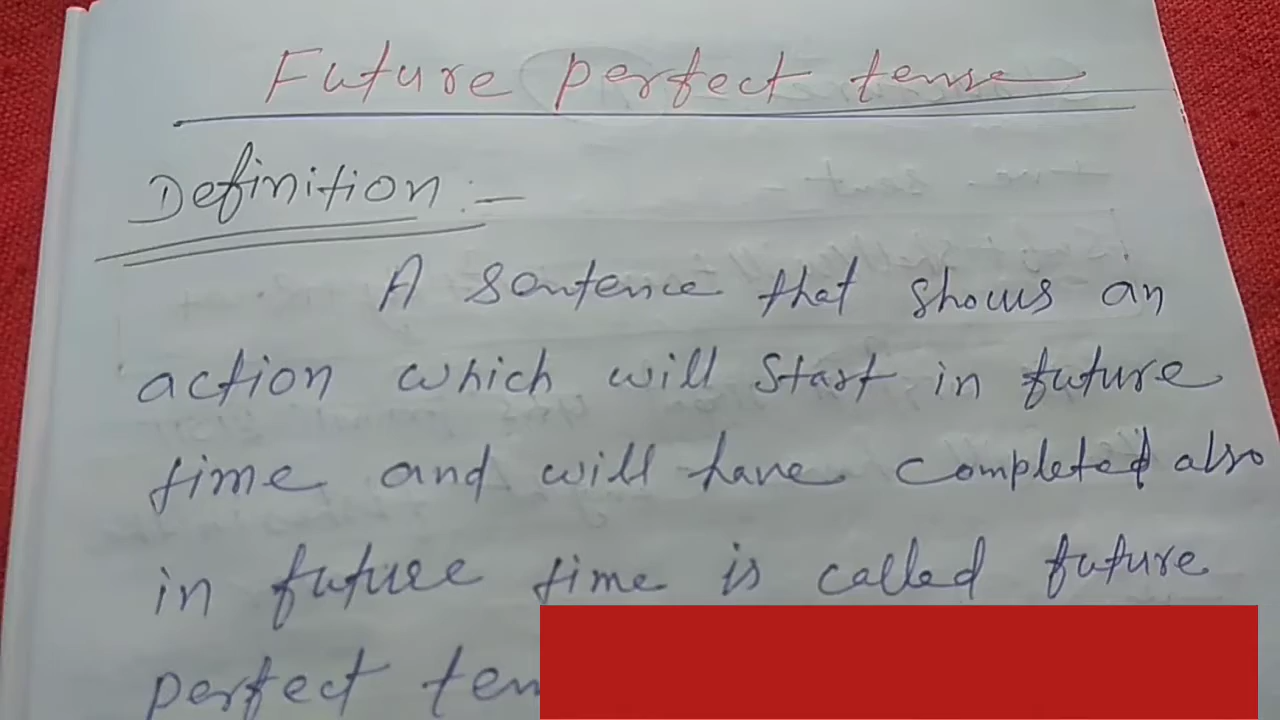 Future perfect tense
Definition :-
A sentence that shows an
action which will start in future
time and will have completed also
in future time is called future
perfect